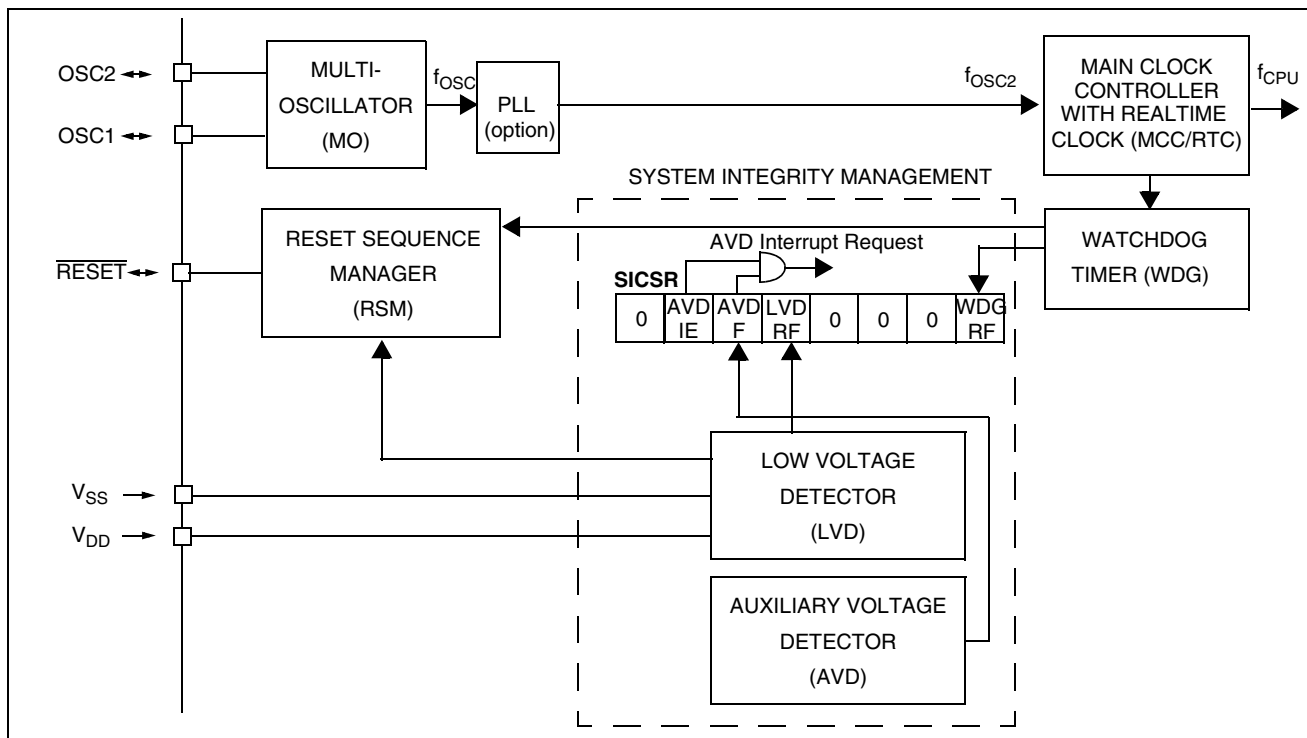 OSC2
OSC1
MULTI-
OSCILLATOR
(MO)
fOSC
PLL
(option)
fOSC2
MAIN CLOCK
CONTROLLER
WITH REALTIME
CLOCK (MCC/RTC)
fCPU
SYSTEM INTEGRITY MANAGEMENT
RESET
RESET SEQUENCE
MANAGER
(RSM)
AVD Interrupt Request
WATCHDOG
TIMER (WDG)
SICSR
0
AVD
IE
AVD
F
LVD
RF
0
0
0
WDG
RF
VSS
VDD
LOW VOLTAGE
DETECTOR
(LVD)
AUXILIARY VOLTAGE
DETECTOR
(AVD)